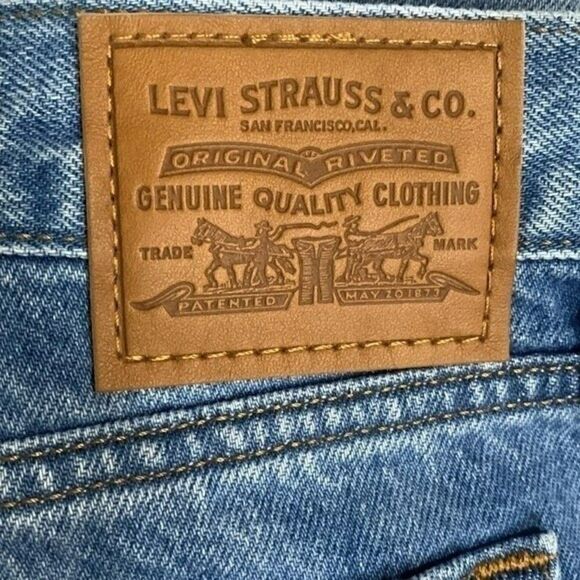 LEVI STRAUSS & CO.
SAN FRANCISCO, CAL.
ORIGINAL RIVETED
GENUINE QUALITY CLOTHING
TRADE MARK
PATENTED MAY 20 1873